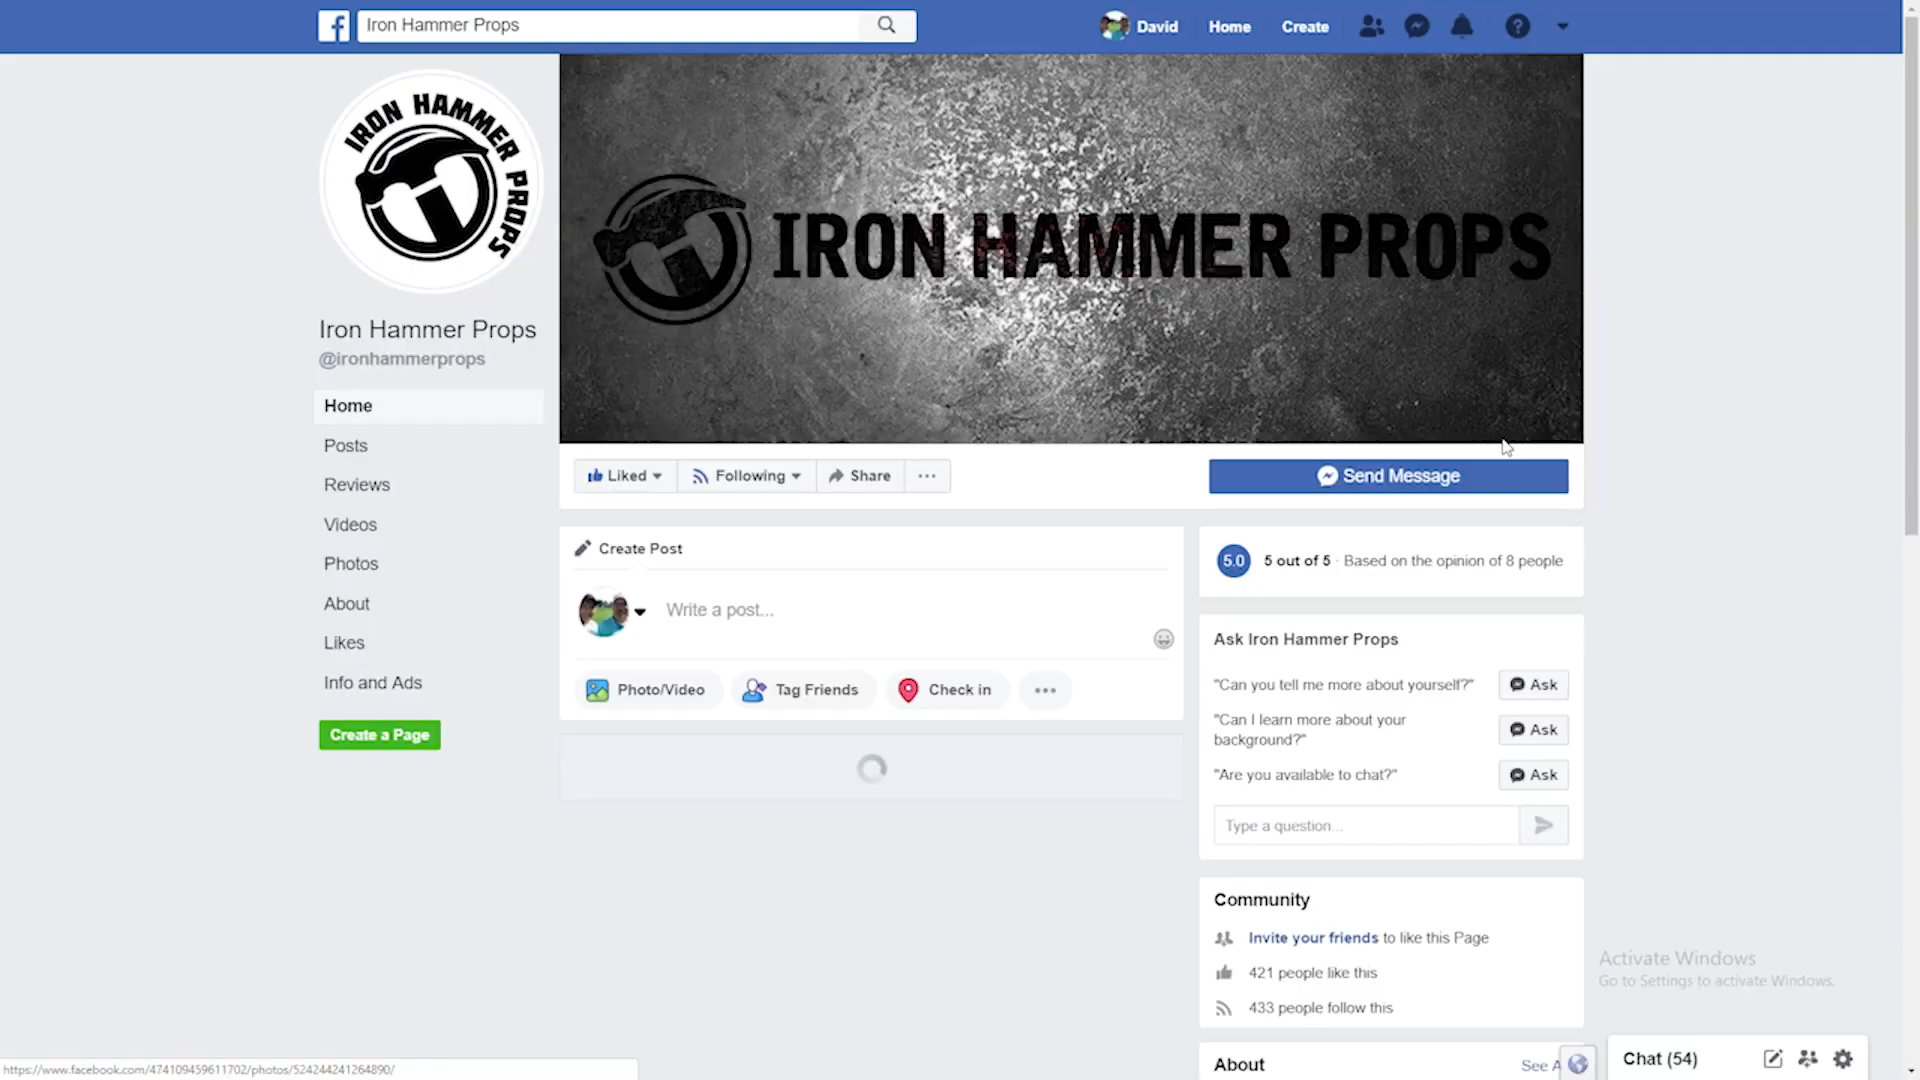 Iron Hammer Props
David
Home
Create
IRON HAMMER PROPS
IRON HAMMER PROPS
Iron Hammer Props
@ironhammerprops
Home
Posts
Reviews
Videos
Photos
About
Likes
Info and Ads
Create a Page
Liked
Following
Share
Send Message
Create Post
Write a post...
Photo/Video
Tag Friends
Check in
5.0
5 out of 5 · Based on the opinion of 8 people
Ask Iron Hammer Props
"Can you tell me more about yourself?"
Ask
"Can I learn more about your
background?"
Ask
"Are you available to chat?"
Ask
Type a question...
Community
Invite your friends to like this Page
421 people like this
433 people follow this
About
See A
Activate Windows
Go to Settings to activate Windows.
Chat (54)
https://www.facebook.com/474109459611702/photos/524244241264890/